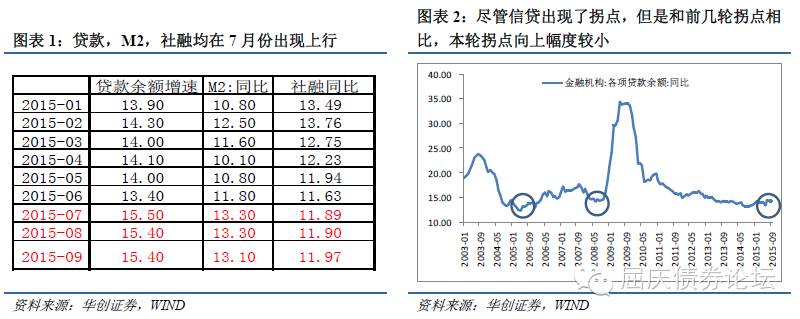 图表 1：贷款，M2，社融均在 7 月份出现上行
贷款余额增速 M2:同比 社融同比
2015-01 13.90 10.80 13.49
2015-02 14.30 12.50 13.76
2015-03 14.00 11.60 12.75
2015-04 14.10 10.10 12.23
2015-05 14.00 10.80 11.94
2015-06 13.40 11.80 11.63
2015-07 15.50 13.30 11.89
2015-08 15.40 13.30 11.90
2015-09 15.40 13.10 11.97
资料来源：华创证券，WIND
图表 2：尽管信贷出现了拐点，但是和前几轮拐点相
比，本轮拐点向上幅度较小
金融机构:各项贷款余额:同比
40.00
35.00
30.00
25.00
20.00
15.00
10.00
2003-01
2003-09
2004-05
2005-01
2005-09
2006-05
2007-01
2007-09
2008-05
2009-01
2009-09
2010-05
2011-01
2011-09
2012-05
2013-01
2013-09
2014-05
2015-01
2015-09
资料来源：华创证券，WIND
屈庆债券论坛